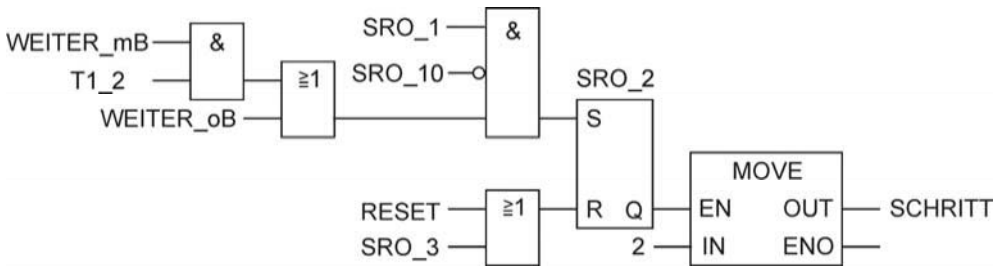 WEITER_mB
&
T1_2
≧1
WEITER_oB
SRO_1
&
SRO_10
SRO_2
S
RESET
≧1
R Q
SRO_3
MOVE
EN OUT
SCHRITT
2
IN ENO